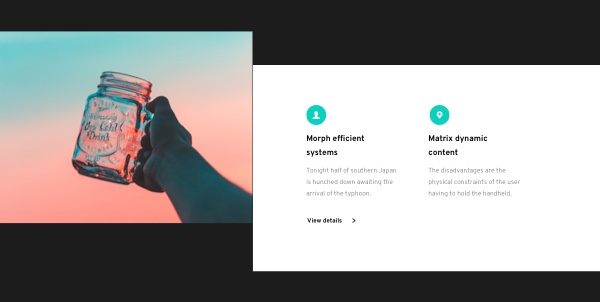 Ice Cold
Drink
Morph efficient
systems
Tonight half of southern Japan
is hunched down awaiting the
arrival of the typhoon.
View details >
Matrix dynamic
content
The disadvantages are the
physical constraints of the user
having to hold the handheld.